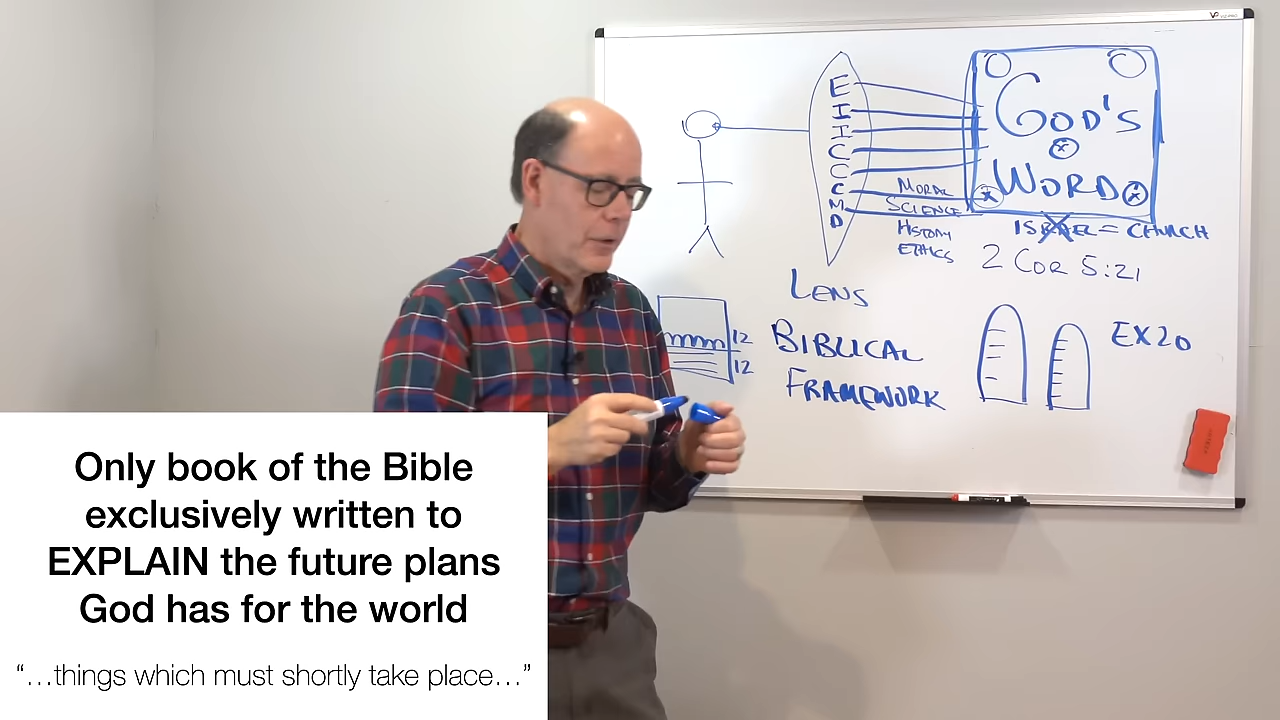 E
I
I
C
C
C
M
D
GOD'S
WORD
MORAL
SCIENCE
HISTORY
ETHICS
ISRAEL = CHURCH
2 COR 5:21
LENS
12
12
BIBLICAL
FRAMEWORK
EX 20
Only book of the Bible
exclusively written to
EXPLAIN the future plans
God has for the world
“…things which must shortly take place…”